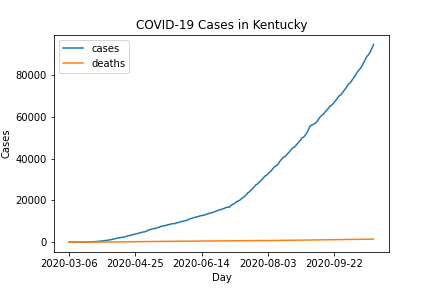 COVID-19 Cases in Kentucky
cases
deaths
80000
60000
40000
20000
0
Cases
2020-03-06 2020-04-25 2020-06-14 2020-08-03 2020-09-22
Day